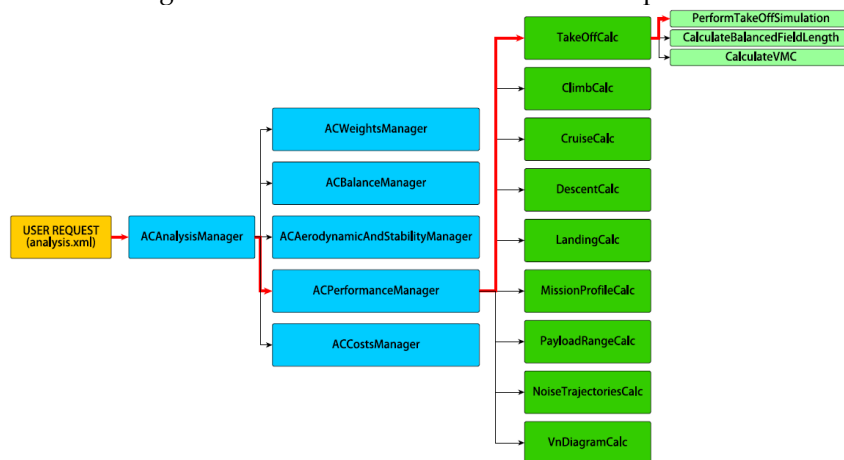 PerformTakeOffSimulation
TakeOffCalc
CalculateBalancedFieldLength
CalculateVMC
ClimbCalc
ACWeightsManager
CruiseCalc
ACBalanceManager
DescentCalc
USER REQUEST
(analysis.xml)
ACAnalysisManager
ACAerodynamicAndStabilityManager
LandingCalc
ACPerformanceManager
MissionProfileCalc
ACCostsManager
PayloadRangeCalc
NoiseTrajectoriesCalc
VnDiagramCalc